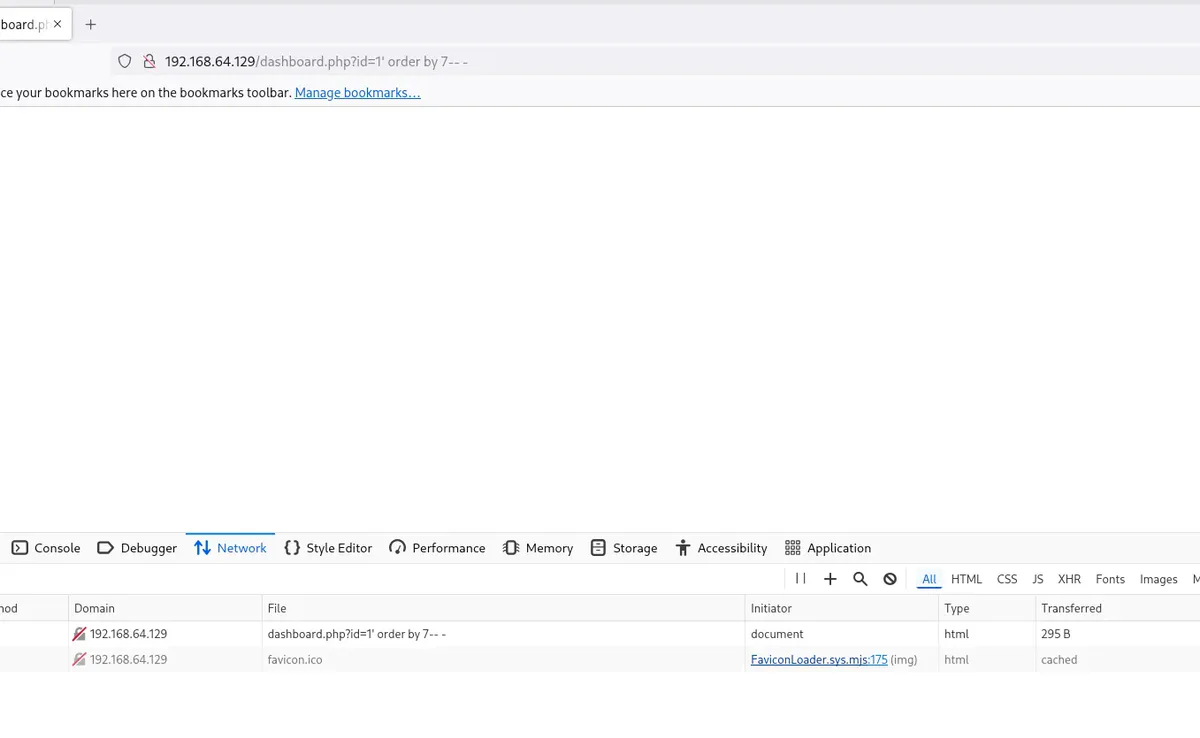 board.ph
192.168.64.129/dashboard.php?id=1' order by 7-- -
ce your bookmarks here on the bookmarks toolbar. Manage bookmarks…
Console Debugger Network Style Editor Performance Memory Storage Accessibility Application
All HTML CSS JS XHR Fonts Images M
hod Domain File Initiator Type Transferred
192.168.64.129 dashboard.php?id=1' order by 7-- - document html 295 B
192.168.64.129 favicon.ico FaviconLoader.sys.mjs:175 (img) html cached